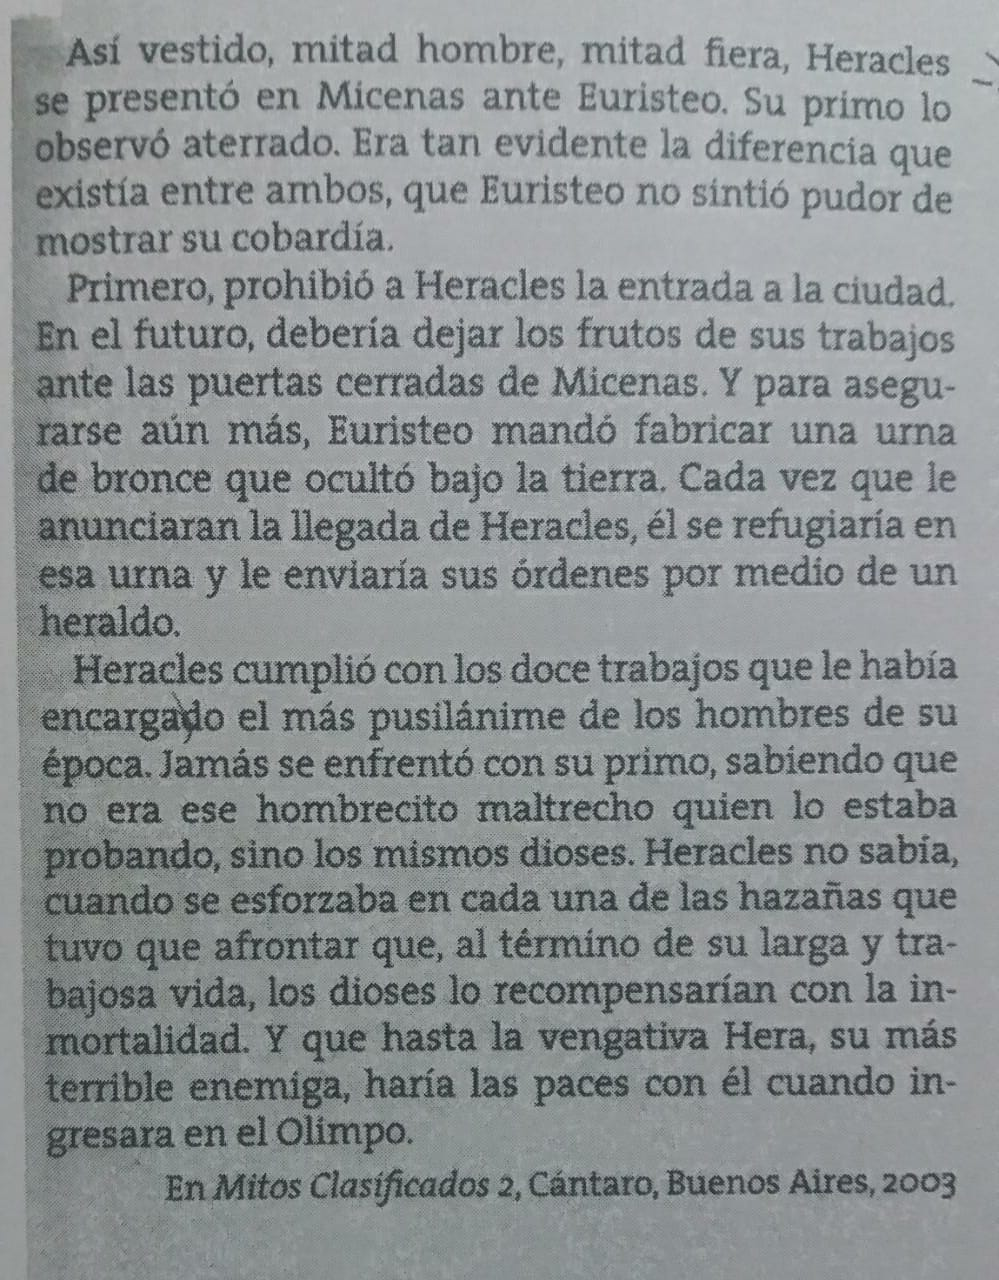 Así vestido, mitad hombre, mitad fiera, Heracles
se presentó en Micenas ante Euristeo. Su primo lo
observó aterrado. Era tan evidente la diferencia que
existía entre ambos, que Euristeo no sintió pudor de
mostrar su cobardía.
Primero, prohibió a Heracles la entrada a la ciudad.
En el futuro, debería dejar los frutos de sus trabajos
ante las puertas cerradas de Micenas. Y para asegu-
rarse aún más, Euristeo mandó fabricar una urna
de bronce que ocultó bajo la tierra. Cada vez que le
anunciaran la llegada de Heracles, él se refugiaría en
esa urna y le enviaría sus órdenes por medio de un
heraldo.
Heracles cumplió con los doce trabajos que le había
encargado el más pusilánime de los hombres de su
época. Jamás se enfrentó con su primo, sabiendo que
no era ese hombrecito maltrecho quien lo estaba
probando, sino los mismos dioses. Heracles no sabía,
cuando se esforzaba en cada una de las hazañas que
tuvo que afrontar que, al término de su larga y tra-
bajosa vida, los dioses lo recompensarían con la in-
mortalidad. Y que hasta la vengativa Hera, su más
terrible enemiga, haría las paces con él cuando in-
gresara en el Olimpo.
En Mitos Clasificados 2, Cántaro, Buenos Aires, 2003